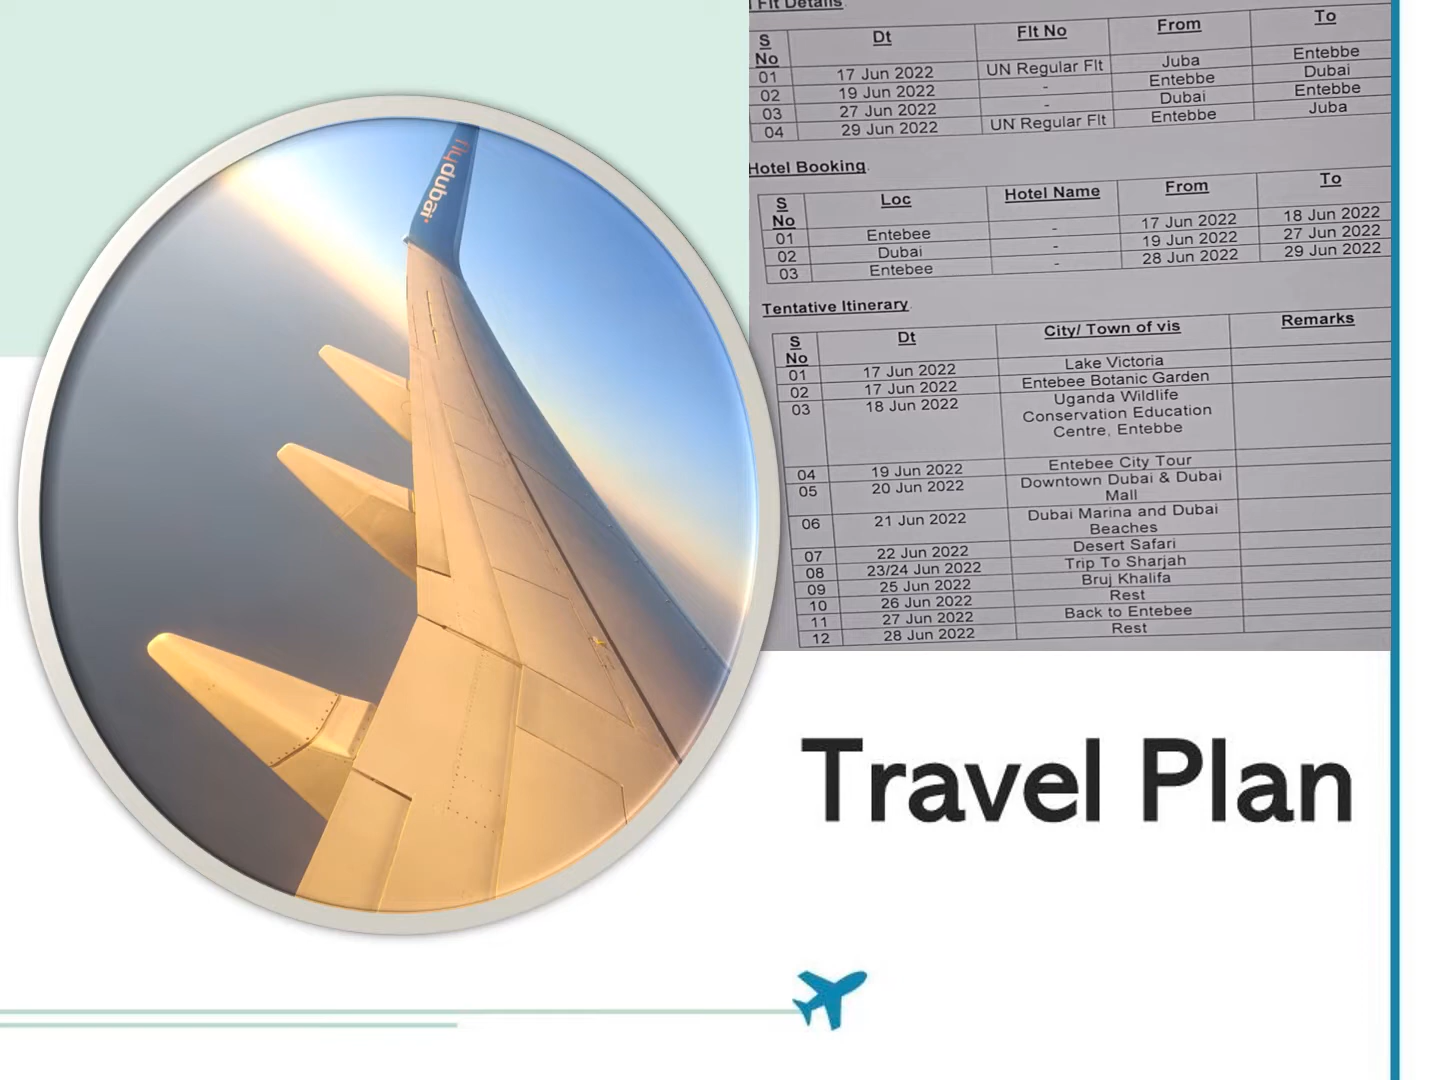 flydubai
Flt Details
S No Dt Flt No From To
01 17 Jun 2022 UN Regular Flt Juba Entebbe
02 19 Jun 2022 - Entebbe Dubai
03 27 Jun 2022 - Dubai Entebbe
04 29 Jun 2022 UN Regular Flt Entebbe Juba
Hotel Booking.
S No Loc Hotel Name From To
01 Entebee - 17 Jun 2022 18 Jun 2022
02 Dubai - 19 Jun 2022 27 Jun 2022
03 Entebee - 28 Jun 2022 29 Jun 2022
Tentative Itinerary.
S No Dt City/ Town of vis Remarks
01 17 Jun 2022 Lake Victoria
02 17 Jun 2022 Entebee Botanic Garden
03 18 Jun 2022 Uganda Wildlife
Conservation Education
Centre, Entebbe
04 19 Jun 2022 Entebee City Tour
05 20 Jun 2022 Downtown Dubai & Dubai
Mall
06 21 Jun 2022 Dubai Marina and Dubai
Beaches
07 22 Jun 2022 Desert Safari
08 23/24 Jun 2022 Trip To Sharjah
09 25 Jun 2022 Bruj Khalifa
10 26 Jun 2022 Rest
11 27 Jun 2022 Back to Entebee
12 28 Jun 2022 Rest
Travel Plan